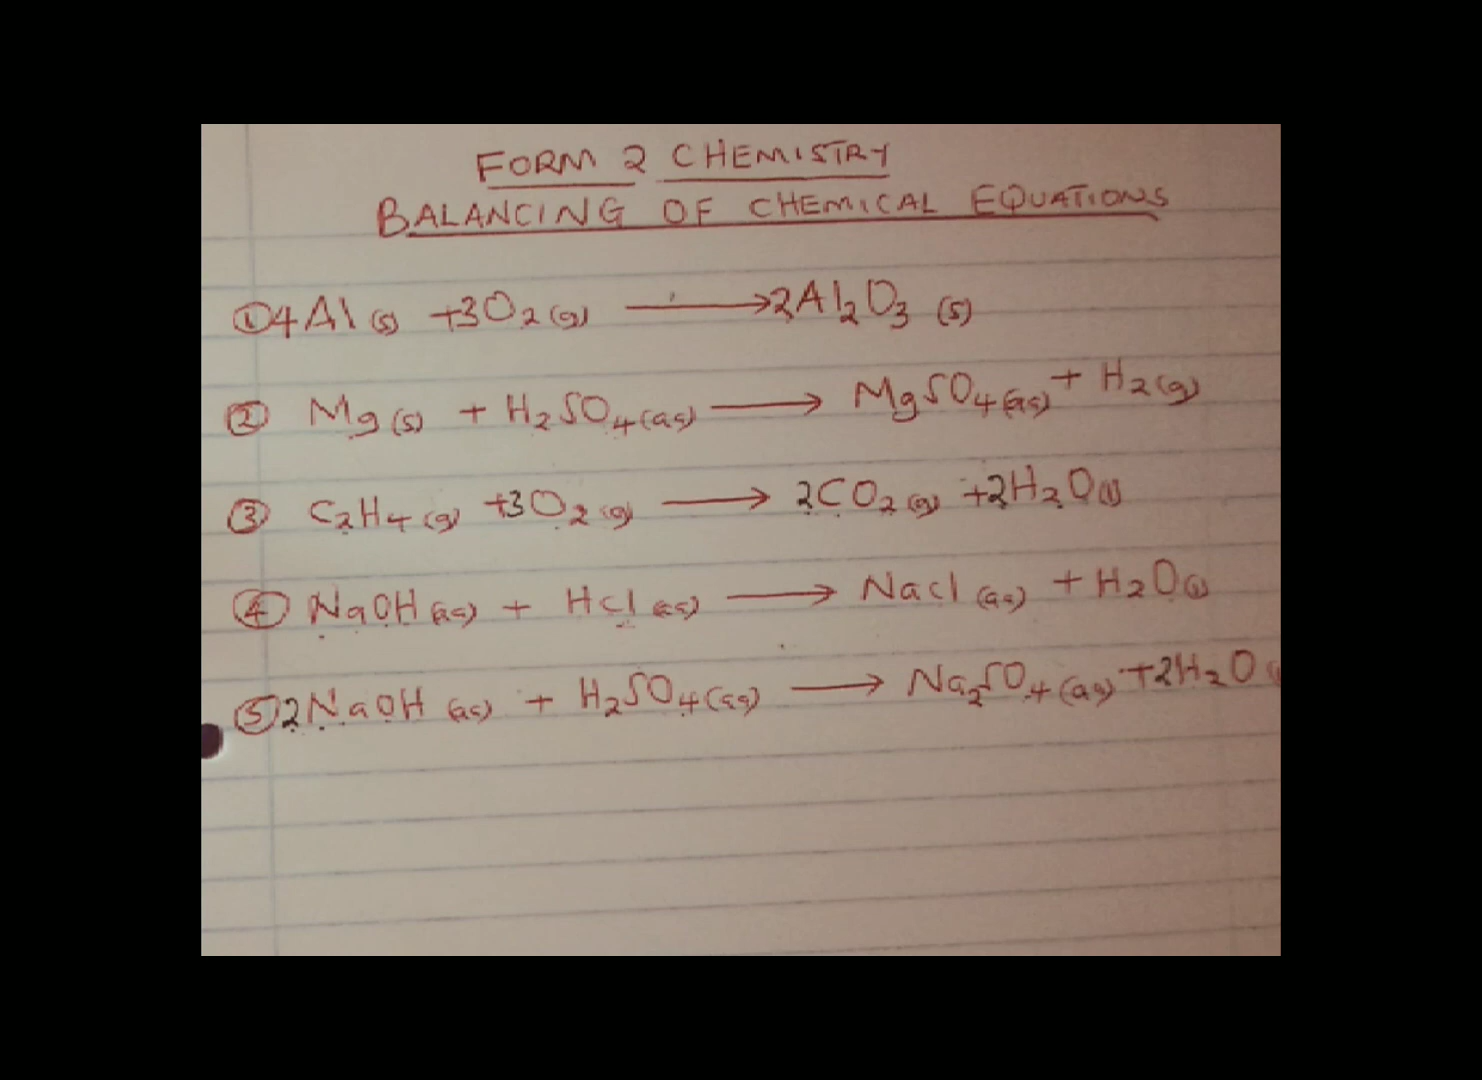 FORM 2 CHEMISTRY
BALANCING OF CHEMICAL EQUATIONS
① 4Al(s) + 3O₂(g) ⟶ 2Al₂O₃ (s)
② Mg(s) + H₂SO₄(aq) ⟶ MgSO₄(aq) + H₂(g)
③ C₂H₄(g) + 3O₂(g) ⟶ 2CO₂(g) + 2H₂O(l)
④ NaOH(aq) + HCl(aq) ⟶ NaCl(aq) + H₂O(l)
⑤ 2NaOH(aq) + H₂SO₄(aq) ⟶ Na₂SO₄(aq) + 2H₂O